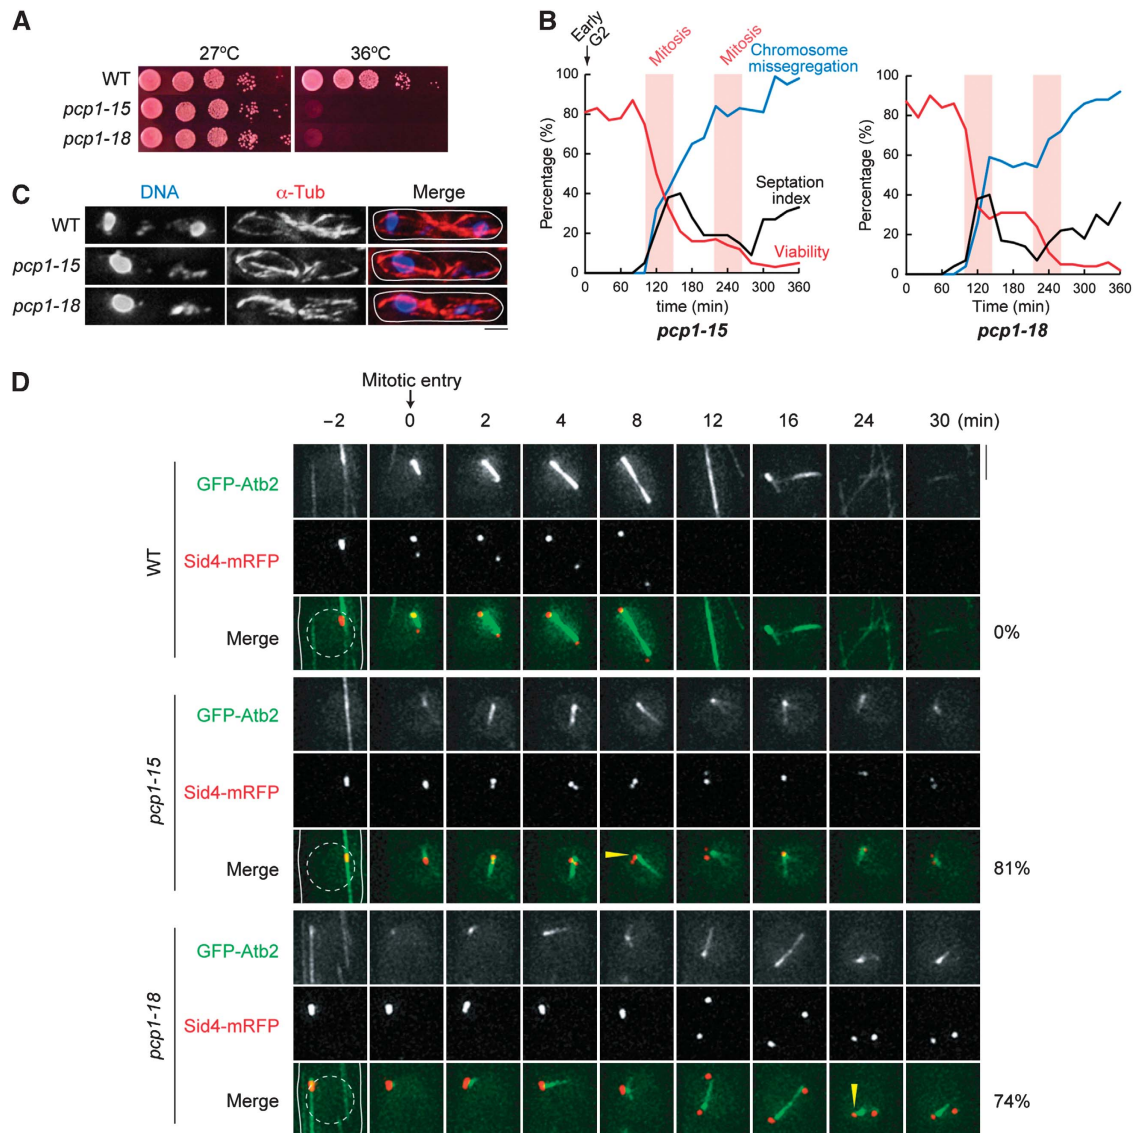 A
27°C 36°C
WT
pcp1-15
pcp1-18
B
Early G2
Mitosis Mitosis
Chromosome missegregation
Percentage (%)
100
80
60
40
20
0
Septation index
Viability
0 60 120 180 240 300 360
time (min)
pcp1-15
Percentage (%)
100
80
60
40
20
0
0 60 120 180 240 300 360
Time (min)
pcp1-18
C
DNA α-Tub Merge
WT
pcp1-15
pcp1-18
D
Mitotic entry
−2 0 2 4 8 12 16 24 30 (min)
WT
GFP-Atb2
Sid4-mRFP
Merge 0%
pcp1-15
GFP-Atb2
Sid4-mRFP
Merge 81%
pcp1-18
GFP-Atb2
Sid4-mRFP
Merge 74%